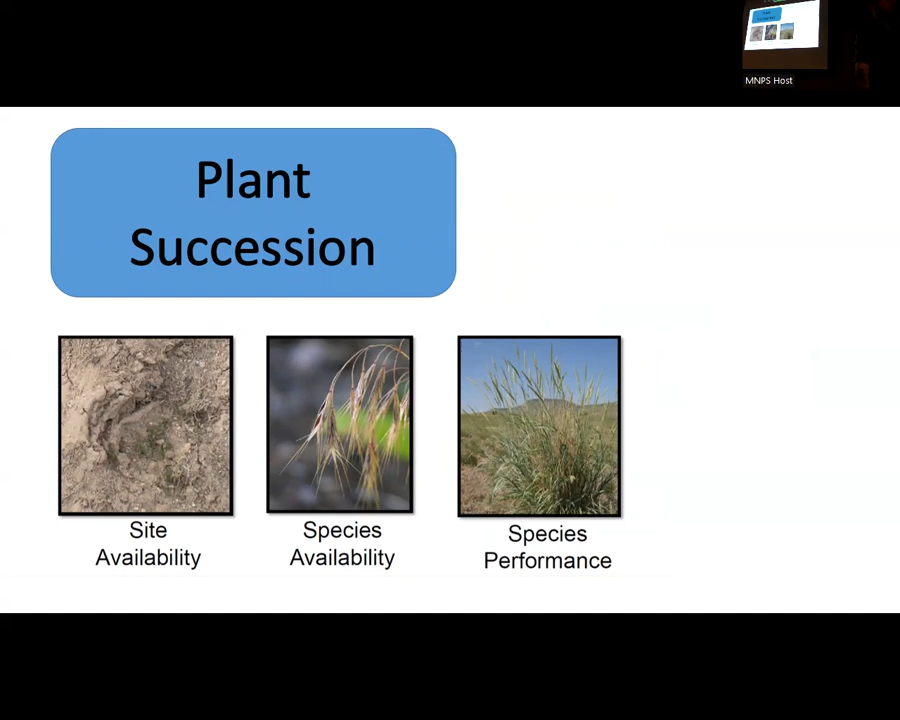 MNPS Host
Plant
Succession
Site
Availability
Species
Availability
Species
Performance